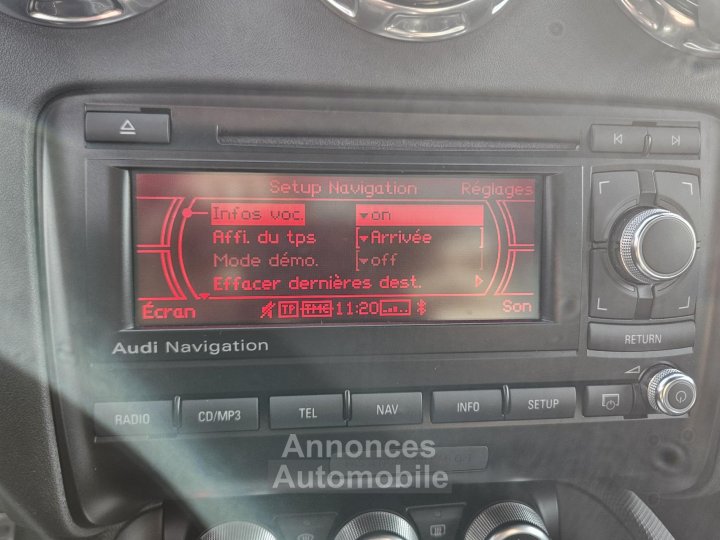 Setup Navigation Réglages
Infos voc. on
Affi. du tps Arrivée
Mode démo. off
Effacer dernières dest.
Écran TP TMC 11:20 Son
Audi Navigation
RETURN
RADIO CD/MP3 TEL NAV INFO SETUP
Annonces
Automobile